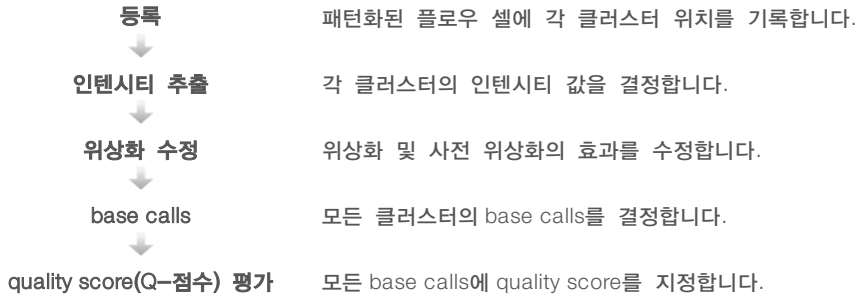 등록 패턴화된 플로우 셀에 각 클러스터 위치를 기록합니다.
인텐시티 추출 각 클러스터의 인텐시티 값을 결정합니다.
위상화 수정 위상화 및 사전 위상화의 효과를 수정합니다.
base calls 모든 클러스터의 base calls를 결정합니다.
quality score(Q-점수) 평가 모든 base calls에 quality score를 지정합니다.